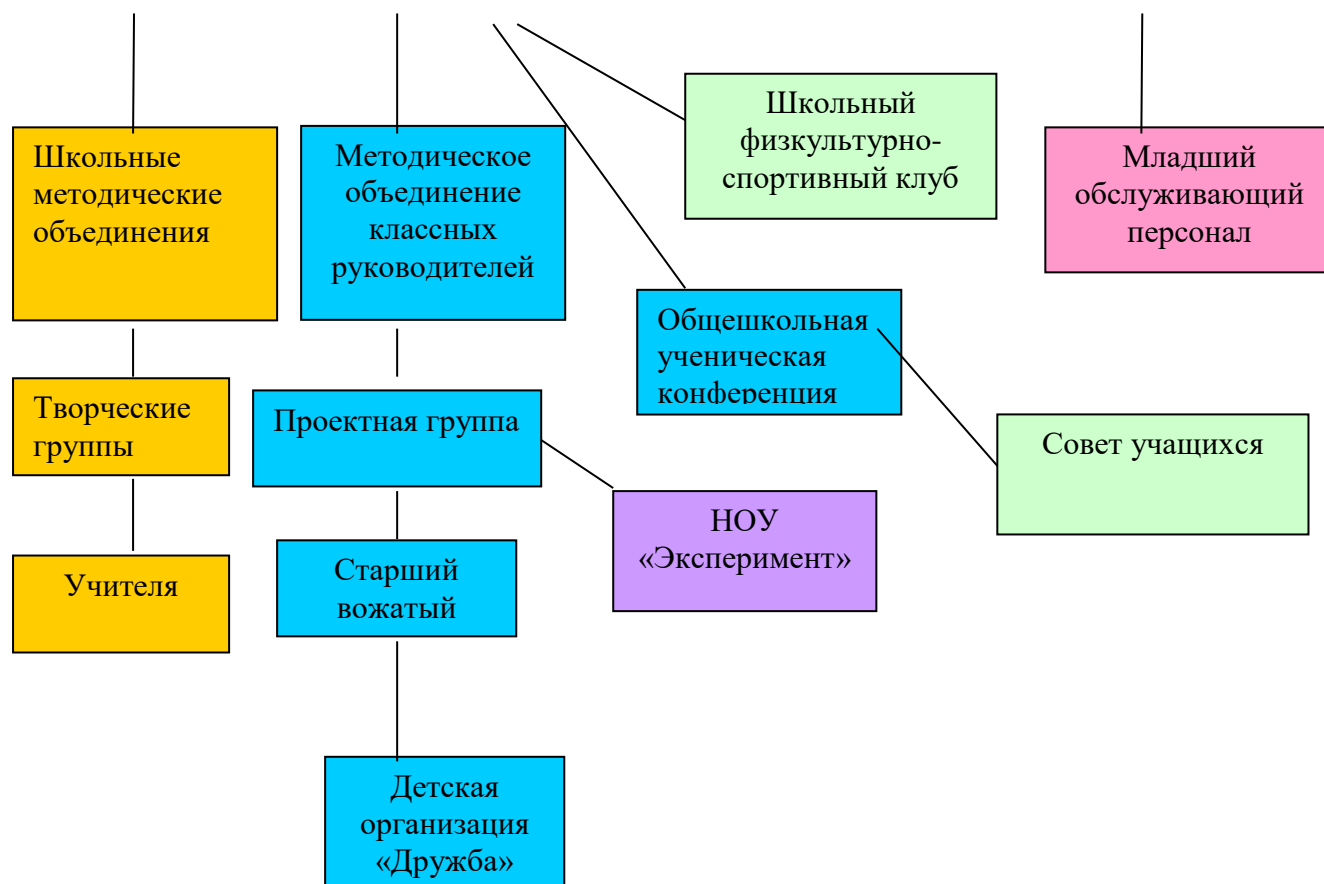 Школьный
физкультурно-
спортивный клуб
Школьные
методические
объединения
Методическое
объединение
классных
руководителей
Младший
обслуживающий
персонал
Общешкольная
ученическая
конференция
Творческие
группы
Проектная группа
Совет учащихся
НОУ
«Эксперимент»
Учителя
Старший
вожатый
Детская
организация
«Дружба»